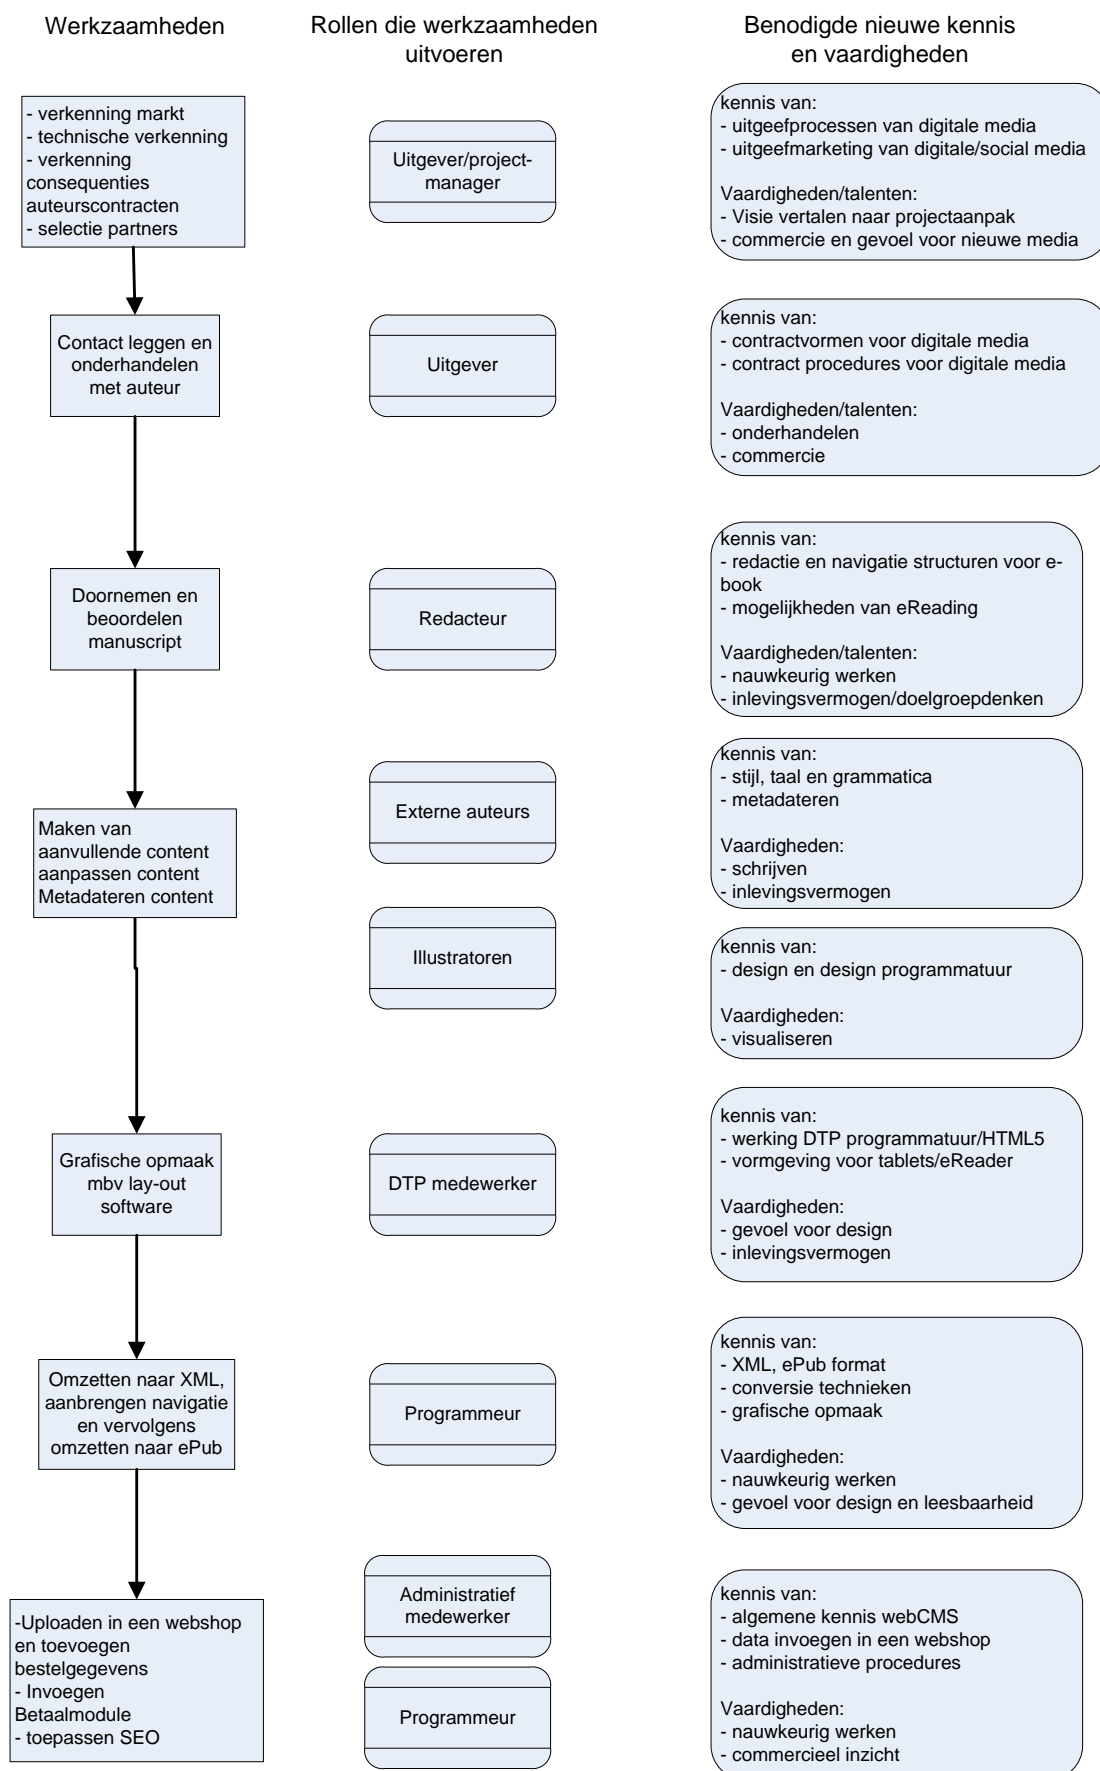 Werkzaamheden
Rollen die werkzaamheden
uitvoeren
Benodigde nieuwe kennis
en vaardigheden
- verkenning markt
- technische verkenning
- verkenning
consequenties
auteurscontracten
- selectie partners
Uitgever/project-
manager
kennis van:
- uitgeefprocessen van digitale media
- uitgeefmarketing van digitale/social media
Vaardigheden/talenten:
- Visie vertalen naar projectaanpak
- commercie en gevoel voor nieuwe media
Contact leggen en
onderhandelen
met auteur
Uitgever
kennis van:
- contractvormen voor digitale media
- contract procedures voor digitale media
Vaardigheden/talenten:
- onderhandelen
- commercie
Doornemen en
beoordelen
manuscript
Redacteur
kennis van:
- redactie en navigatie structuren voor e-
book
- mogelijkheden van eReading
Vaardigheden/talenten:
- nauwkeurig werken
- inlevingsvermogen/doelgroepdenken
Maken van
aanvullende content
aanpassen content
Metadateren content
Externe auteurs
kennis van:
- stijl, taal en grammatica
- metadateren
Vaardigheden:
- schrijven
- inlevingsvermogen
Illustratoren
kennis van:
- design en design programmatuur
Vaardigheden:
- visualiseren
Grafische opmaak
mbv lay-out
software
DTP medewerker
kennis van:
- werking DTP programmatuur/HTML5
- vormgeving voor tablets/eReader
Vaardigheden:
- gevoel voor design
- inlevingsvermogen
Omzetten naar XML,
aanbrengen navigatie
en vervolgens
omzetten naar ePub
Programmeur
kennis van:
- XML, ePub format
- conversie technieken
- grafische opmaak
Vaardigheden:
- nauwkeurig werken
- gevoel voor design en leesbaarheid
-Uploaden in een webshop
en toevoegen
bestelgegevens
- Invoegen
Betaalmodule
- toepassen SEO
Administratief
medewerker
Programmeur
kennis van:
- algemene kennis webCMS
- data invoegen in een webshop
- administratieve procedures
Vaardigheden:
- nauwkeurig werken
- commercieel inzicht